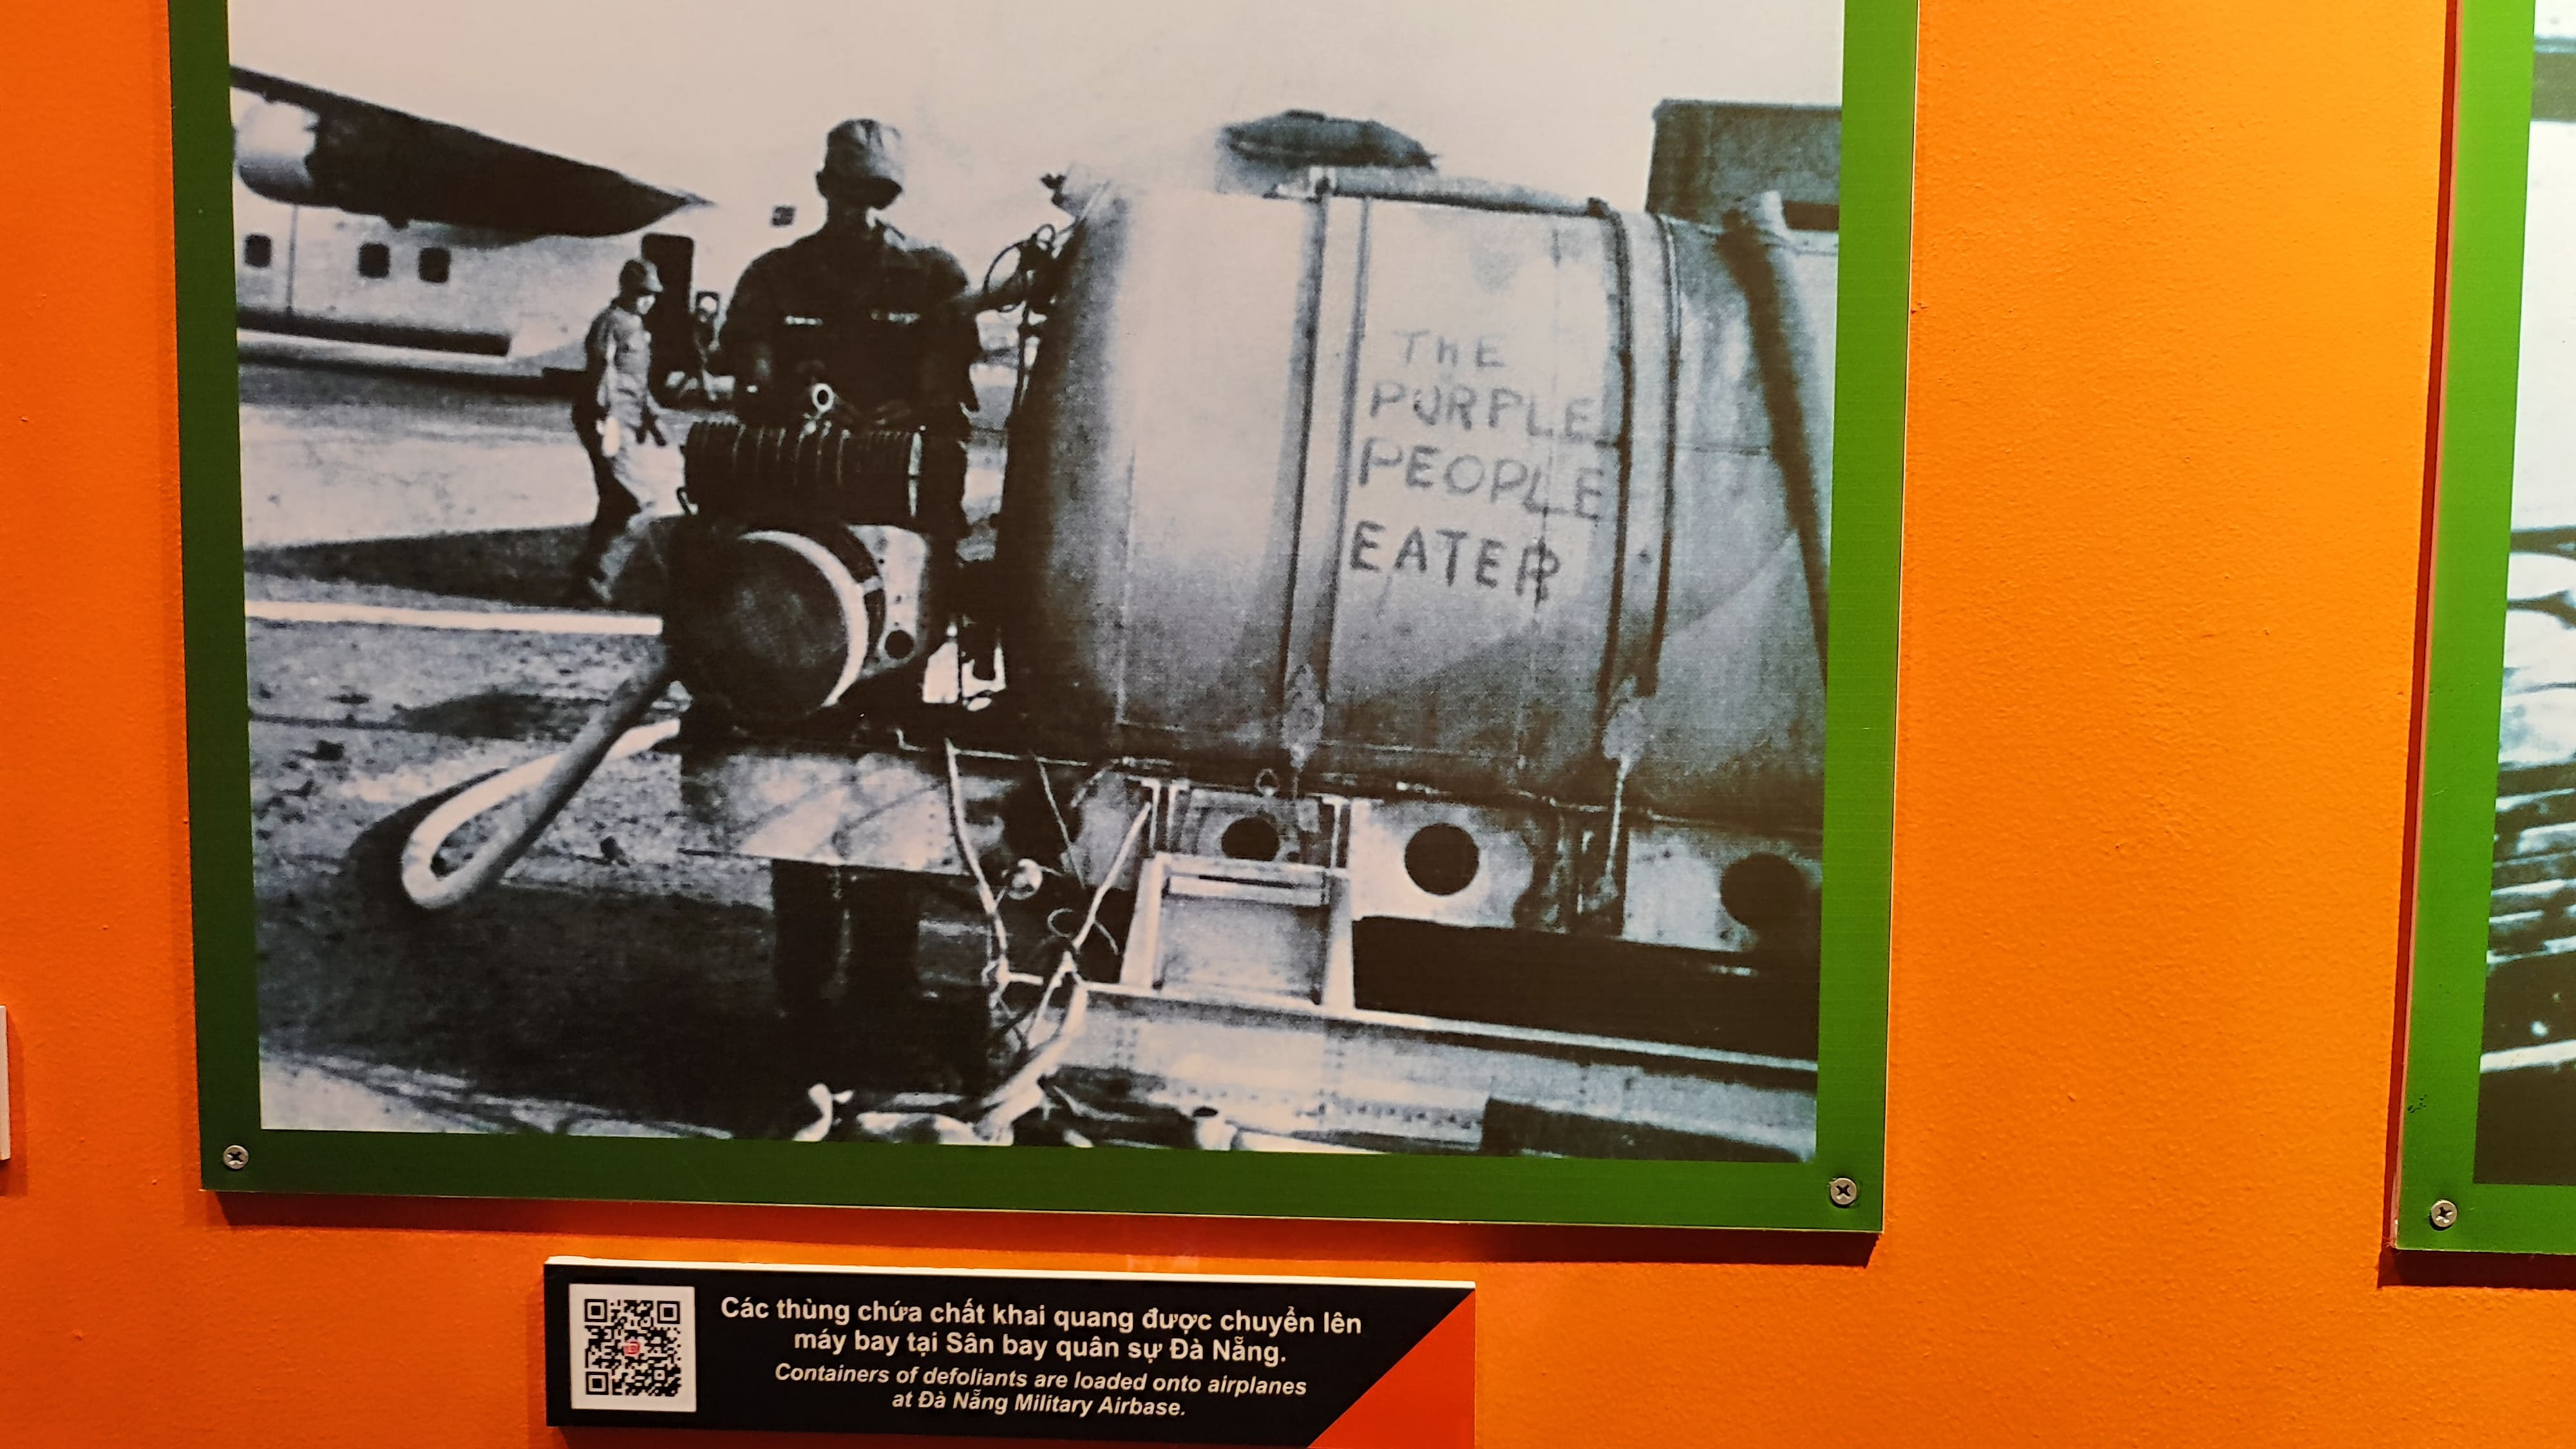 THE
PURPLE
PEOPLE
EATER
Các thùng chứa chất khai quang được chuyển lên
máy bay tại Sân bay quân sự Đà Nẵng.
Containers of defoliants are loaded onto airplanes
at Đà Nẵng Military Airbase.